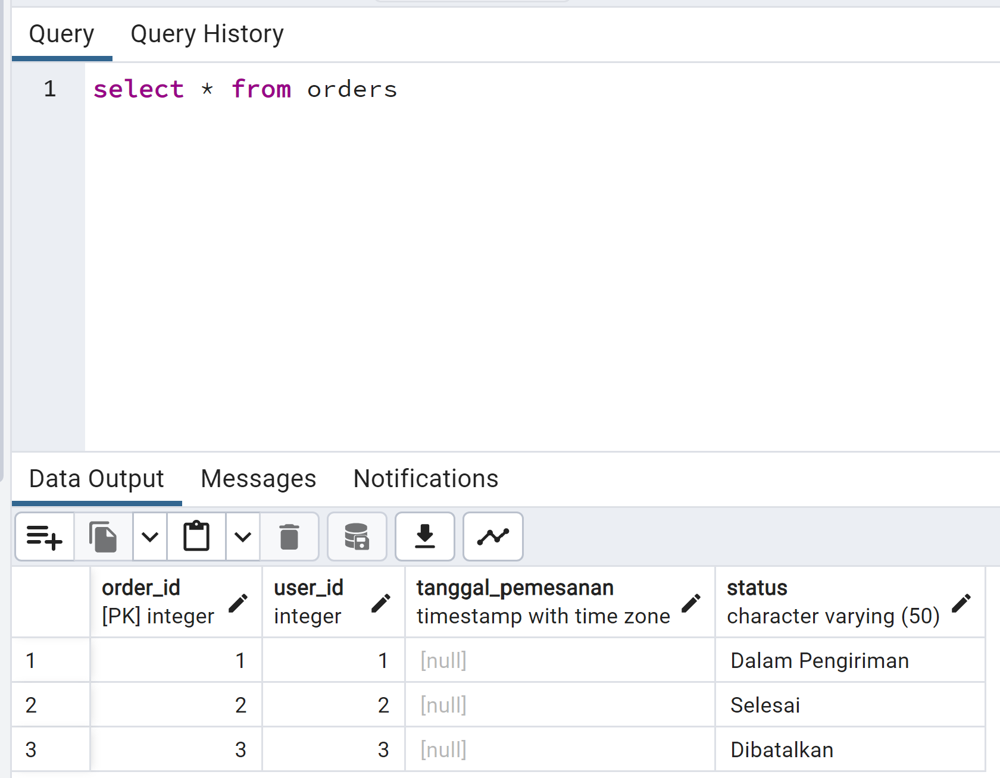 Query Query History
1 select * from orders
Data Output Messages Notifications
order_id user_id tanggal_pemesanan status
[PK] integer integer timestamp with time zone character varying (50)
1 1 1 [null] Dalam Pengiriman
2 2 2 [null] Selesai
3 3 3 [null] Dibatalkan